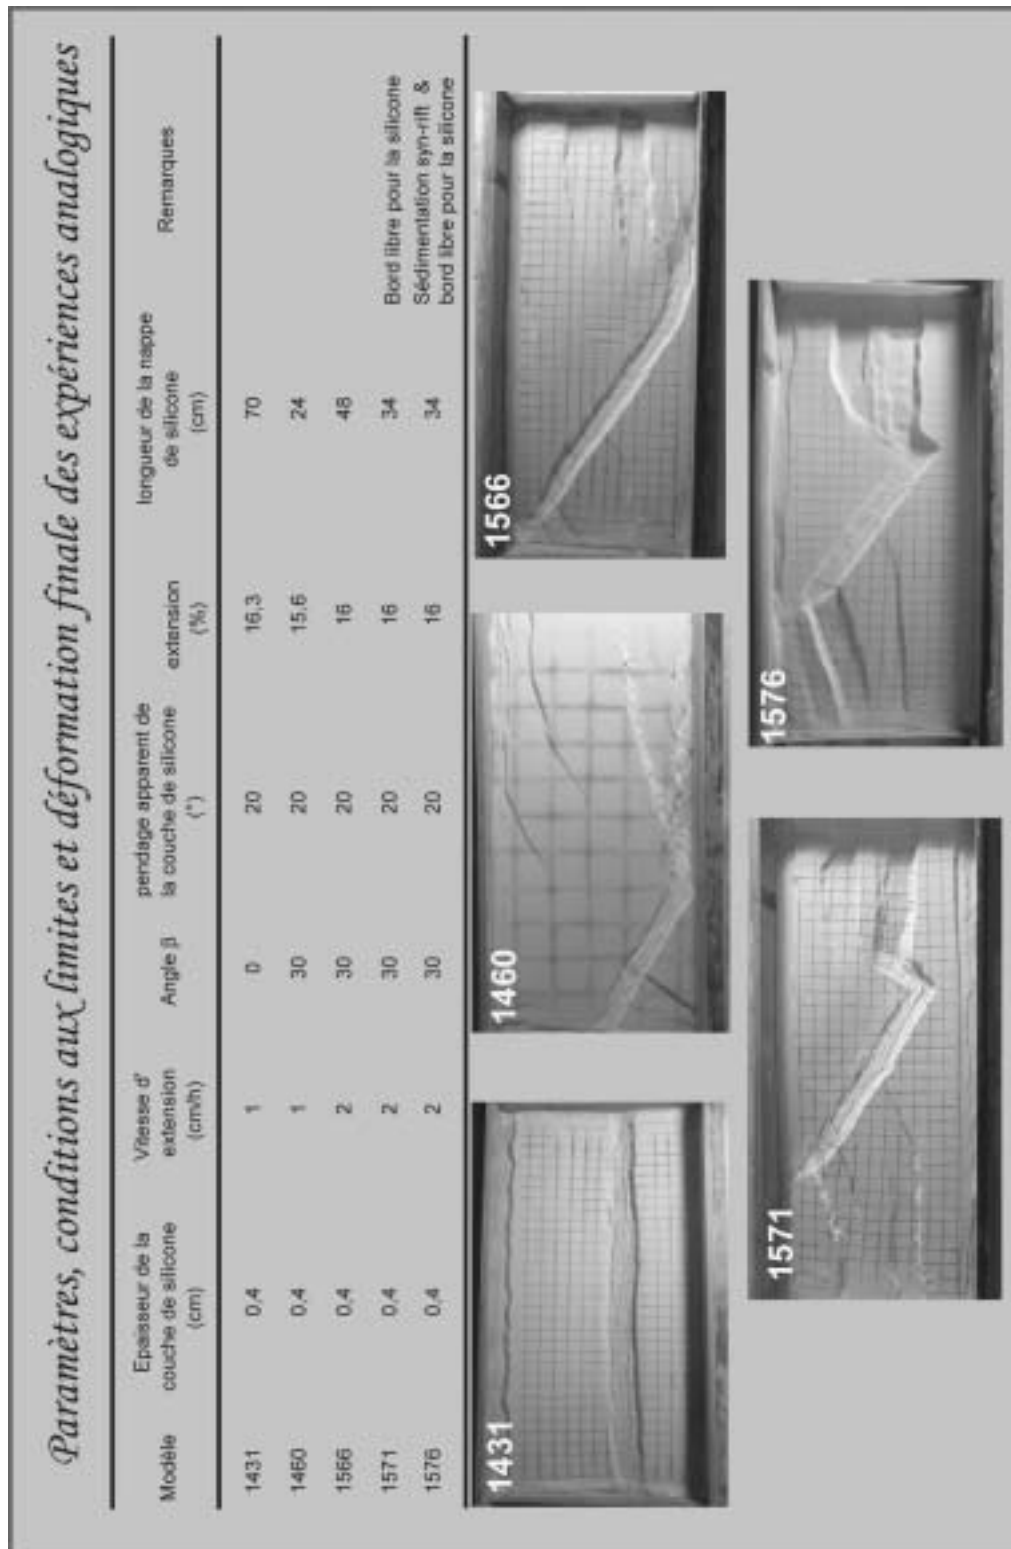 Paramètres, conditions aux limites et déformation finale des expériences analogiques
Modèle Epaisseur de la couche de silicone (cm) Vitesse d' extension (cm/h) Angle β pendage apparent de la couche de silicone (°) extension (%) longueur de la nappe de silicone (cm) Remarques
1431 0,4 1 0 20 16,3 70
1460 0,4 1 30 20 15,6 24
1566 0,4 2 30 20 16 48
1571 0,4 2 30 20 16 34 Bord libre pour la silicone
1576 0,4 2 30 20 16 34 Sédimentation syn-rift & bord libre pour la silicone
1431
1460
1566
1571
1576